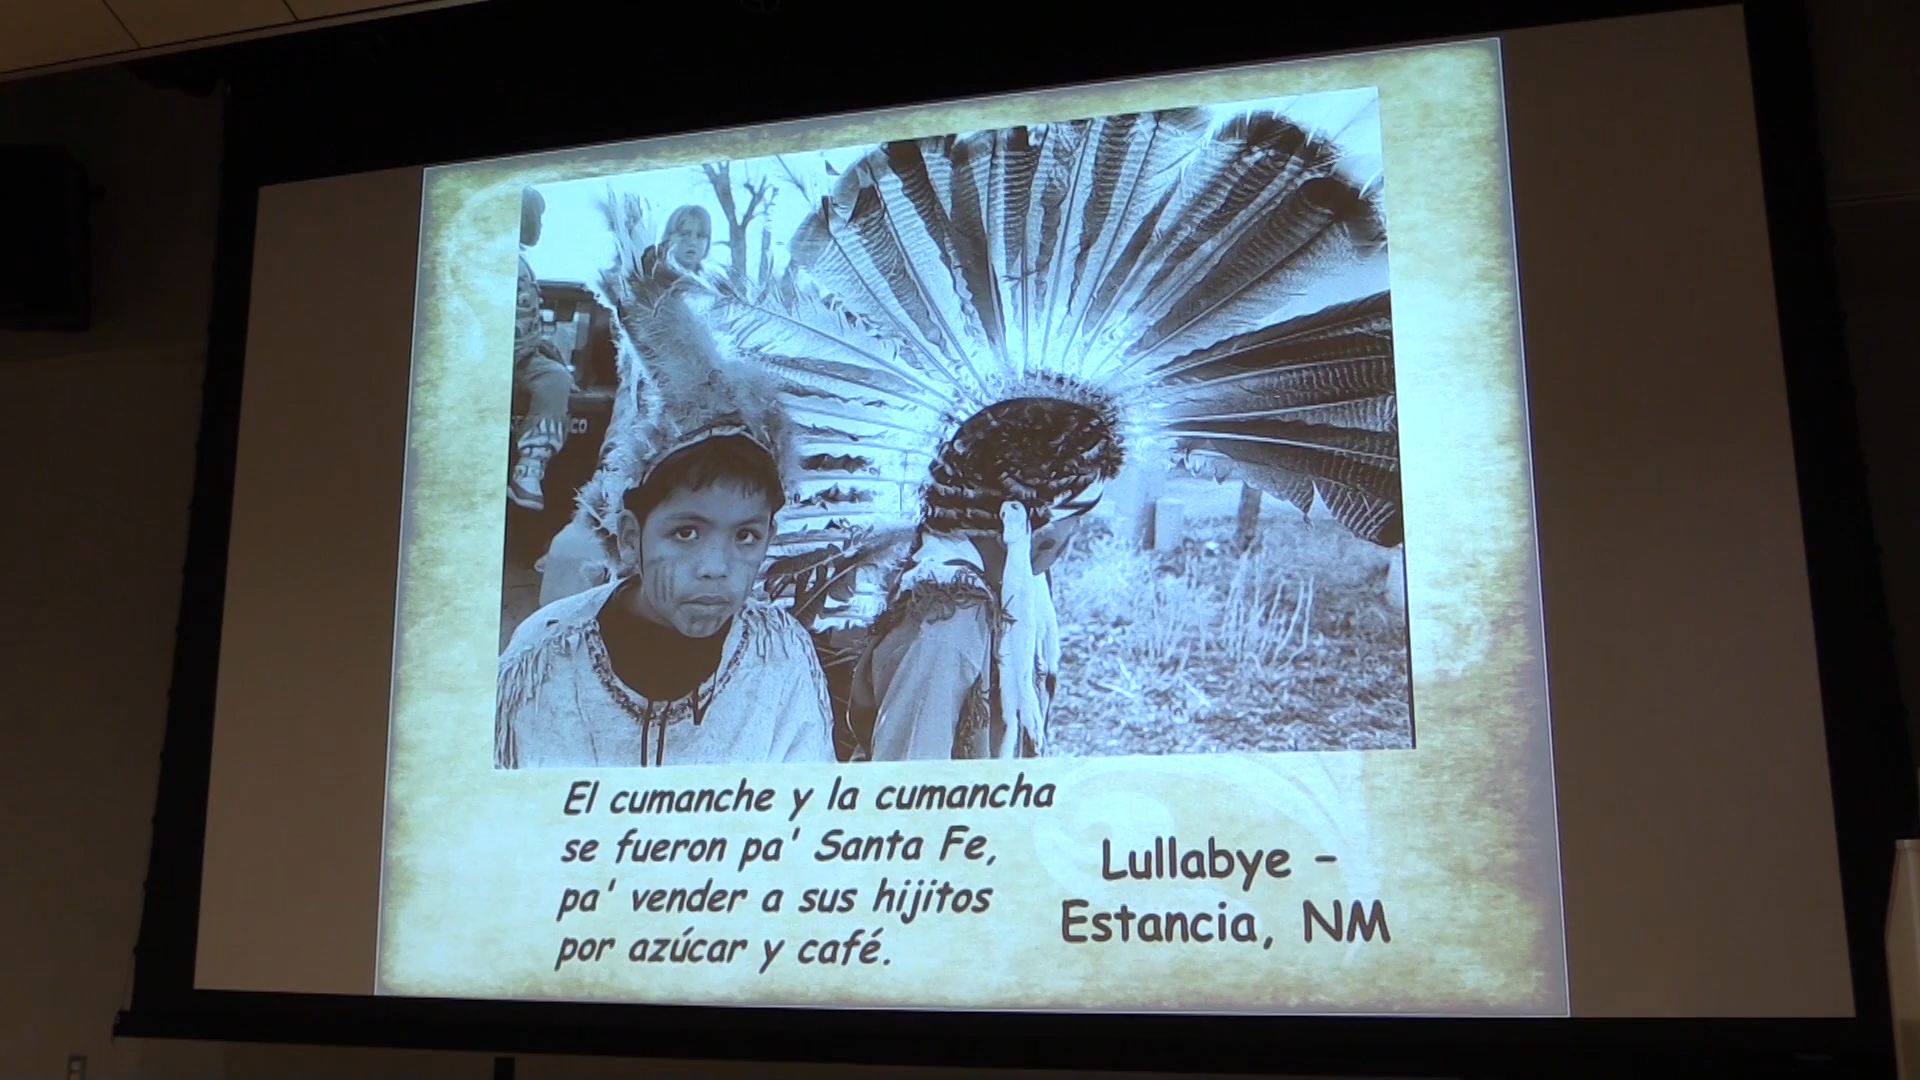 El cumanche y la cumancha
se fueron pa' Santa Fe,
pa' vender a sus hijitos
por azúcar y café.
Lullabye -
Estancia, NM